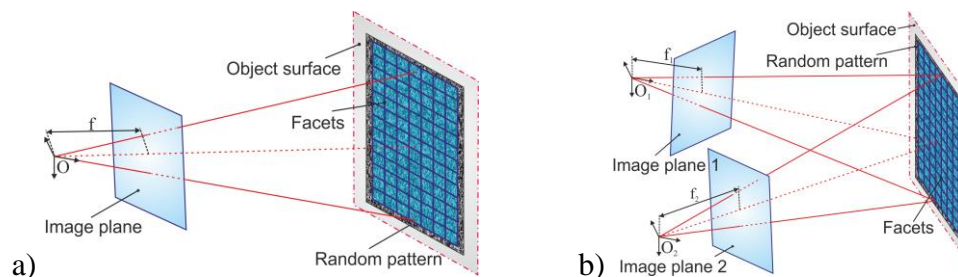 Object surface
Facets
f
O
Image plane
Random pattern
a)
Object surface
Random pattern
f1
O1
Image plane 1
f2
O2
Facets
Image plane 2
b)